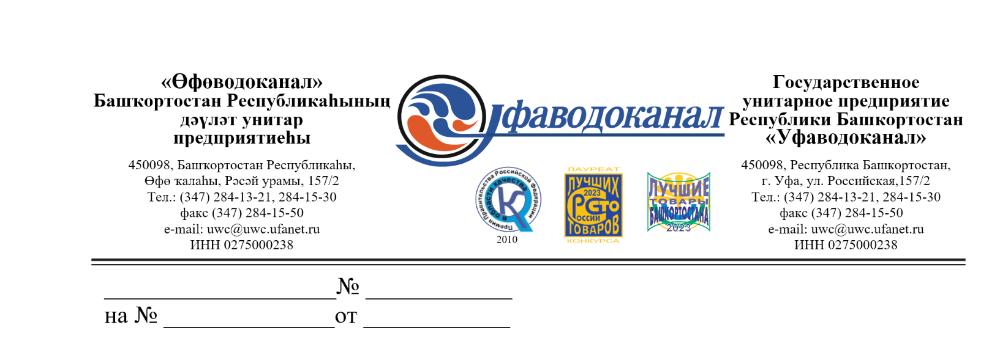 «Өфөводоканал»
Башҡортостан Республикаһының
дәүләт унитар
предприятиеһы
450098, Башҡортостан Республикаһы,
Өфө ҡалаһы, Рәсәй урамы, 157/2
Тел.: (347) 284-13-21, 284-15-30
факс (347) 284-15-50
e-mail: uwc@uwc.ufanet.ru
ИНН 0275000238
Уфаводоканал
Премия Правительства Российской Федерации
в области качества
2010
ЛАУРЕАТ
ЛУЧШИХ
2023
РСТО
РОССИИ
ТОВАРОВ
КОНКУРСА
ЛУЧШИЕ
ТОВАРЫ
БАШКОРТОСТАНА
2023
Государственное
унитарное предприятие
Республики Башкортостан
«Уфаводоканал»
450098, Республика Башкортостан,
г. Уфа, ул. Российская,157/2
Тел.: (347) 284-13-21, 284-15-30
факс (347) 284-15-50
e-mail: uwc@uwc.ufanet.ru
ИНН 0275000238
____________________№ ____________
на № ______________от ____________